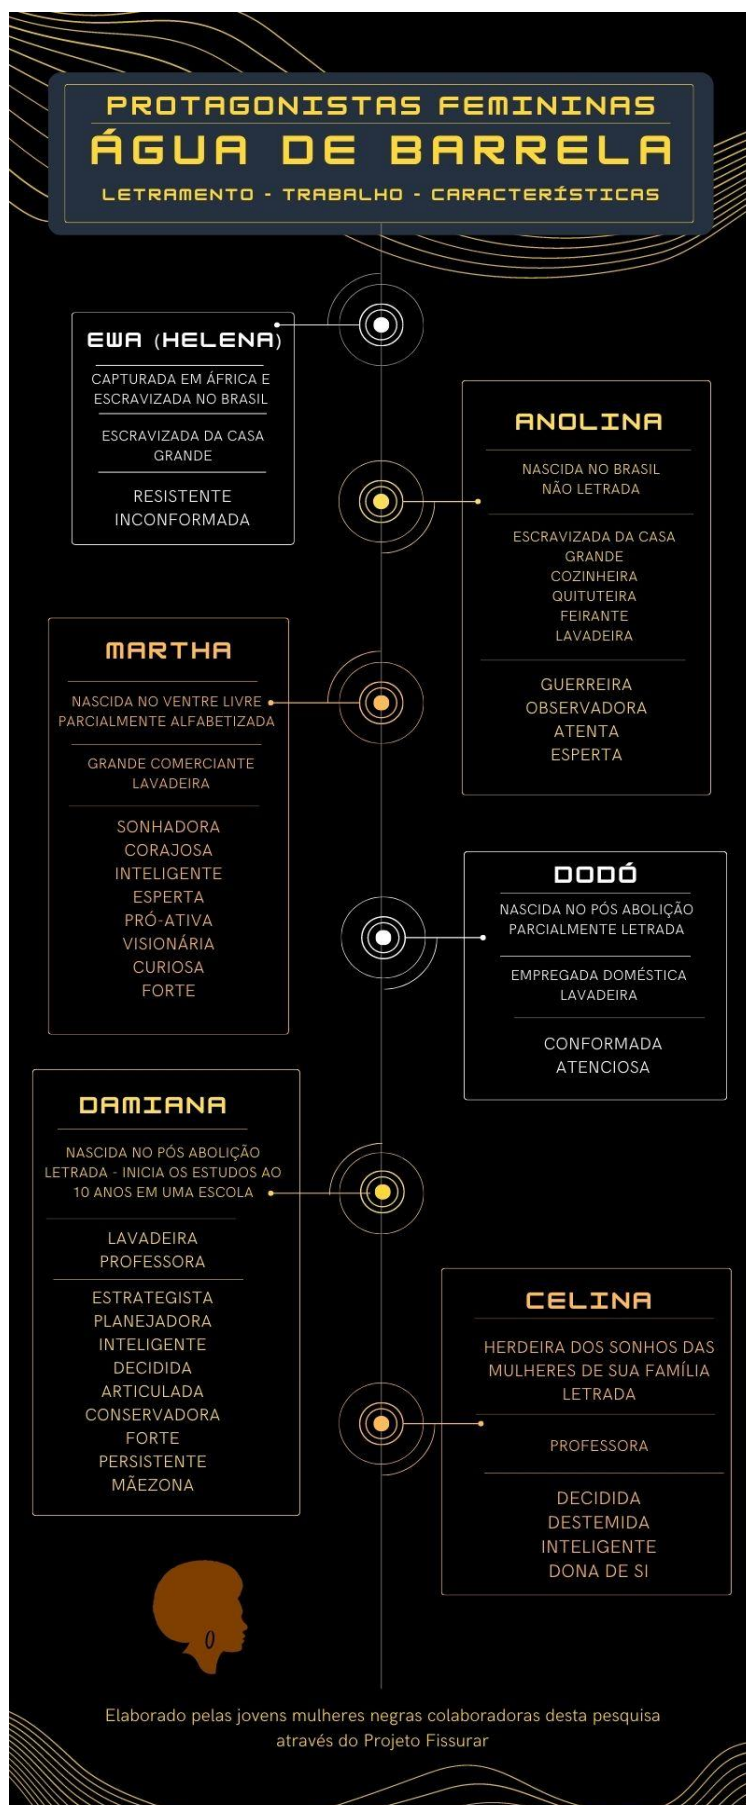 PROTAGONISTAS FEMININAS
ÁGUA DE BARRELA
LETRAMENTO - TRABALHO - CARACTERÍSTICAS
EWA (HELENA)
CAPTURADA EM ÁFRICA E
ESCRAVIZADA NO BRASIL
ESCRAVIZADA DA CASA
GRANDE
RESISTENTE
INCONFORMADA
ANOLINA
NASCIDA NO BRASIL
NÃO LETRADA
ESCRAVIZADA DA CASA
GRANDE
COZINHEIRA
QUITUTEIRA
FEIRANTE
LAVADEIRA
GUERREIRA
OBSERVADORA
ATENTA
ESPERTA
MARTHA
NASCIDA NO VENTRE LIVRE
PARCIALMENTE ALFABETIZADA
GRANDE COMERCIANTE
LAVADEIRA
SONHADORA
CORAJOSA
INTELIGENTE
ESPERTA
PRÓ-ATIVA
VISIONÁRIA
CURIOSA
FORTE
DODÓ
NASCIDA NO PÓS ABOLIÇÃO
PARCIALMENTE LETRADA
EMPREGADA DOMÉSTICA
LAVADEIRA
CONFORMADA
ATENCIOSA
DAMIANA
NASCIDA NO PÓS ABOLIÇÃO
LETRADA - INICIA OS ESTUDOS AO
10 ANOS EM UMA ESCOLA
LAVADEIRA
PROFESSORA
ESTRATEGISTA
PLANEJADORA
INTELIGENTE
DECIDIDA
ARTICULADA
CONSERVADORA
FORTE
PERSISTENTE
MÃEZONA
CELINA
HERDEIRA DOS SONHOS DAS
MULHERES DE SUA FAMÍLIA
LETRADA
PROFESSORA
DECIDIDA
DESTEMIDA
INTELIGENTE
DONA DE SI
Elaborado pelas jovens mulheres negras colaboradoras desta pesquisa
através do Projeto Fissurar